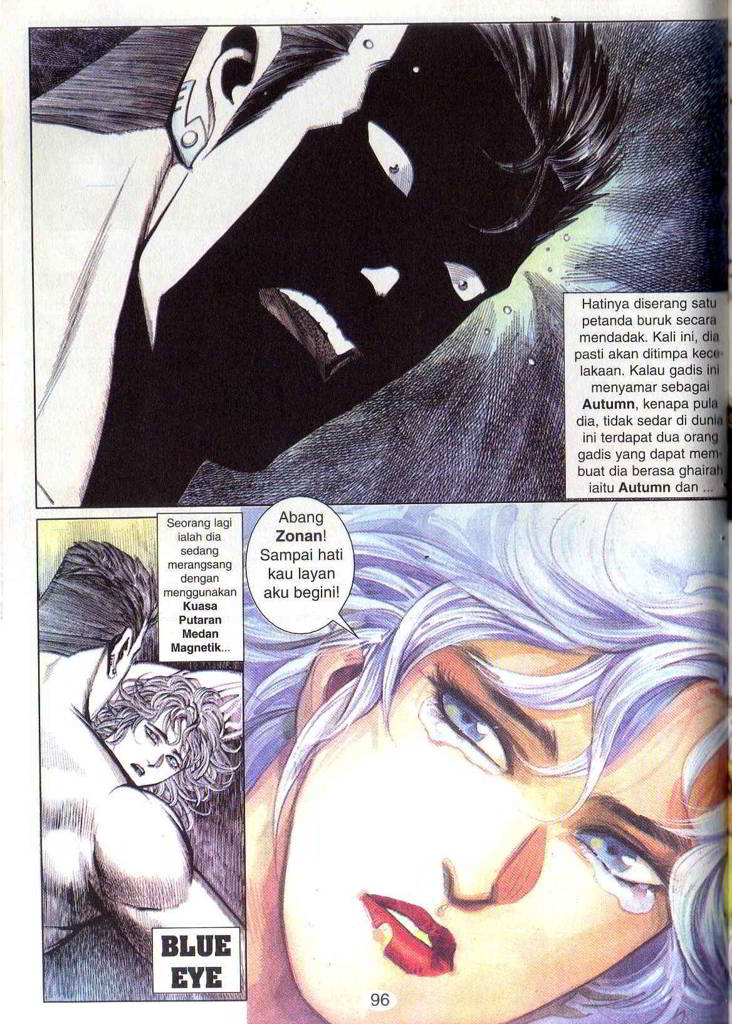 Hatinya diserang satu
petanda buruk secara
mendadak. Kali ini, dia
pasti akan ditimpa kece-
lakaan. Kalau gadis ini
menyamar sebagai
Autumn, kenapa pula
dia, tidak sedar di dunia
ini terdapat dua orang
gadis yang dapat mem-
buat dia berasa ghairah
iaitu Autumn dan ...
Seorang lagi
ialah dia
sedang
merangsang
dengan
menggunakan
Kuasa
Putaran
Medan
Magnetik...
Abang
Zonan!
Sampai hati
kau layan
aku begini!
BLUE
EYE
96